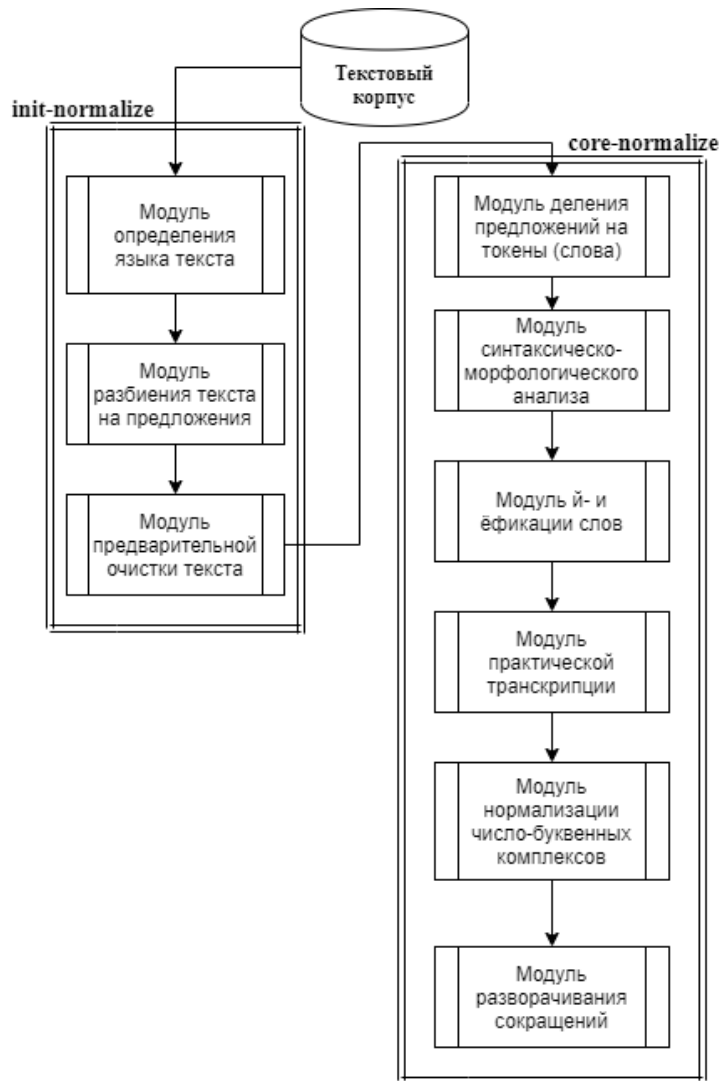 Текстовый
корпус
init-normalize
Модуль
определения
языка текста
Модуль
разбиения текста
на предложения
Модуль
предварительной
очистки текста
core-normalize
Модуль деления
предложений на
токены (слова)
Модуль
синтаксическо-
морфологического
анализа
Модуль й- и
ёфикации слов
Модуль
практической
транскрипции
Модуль
нормализации
число-буквенных
комплексов
Модуль
разворачивания
сокращений